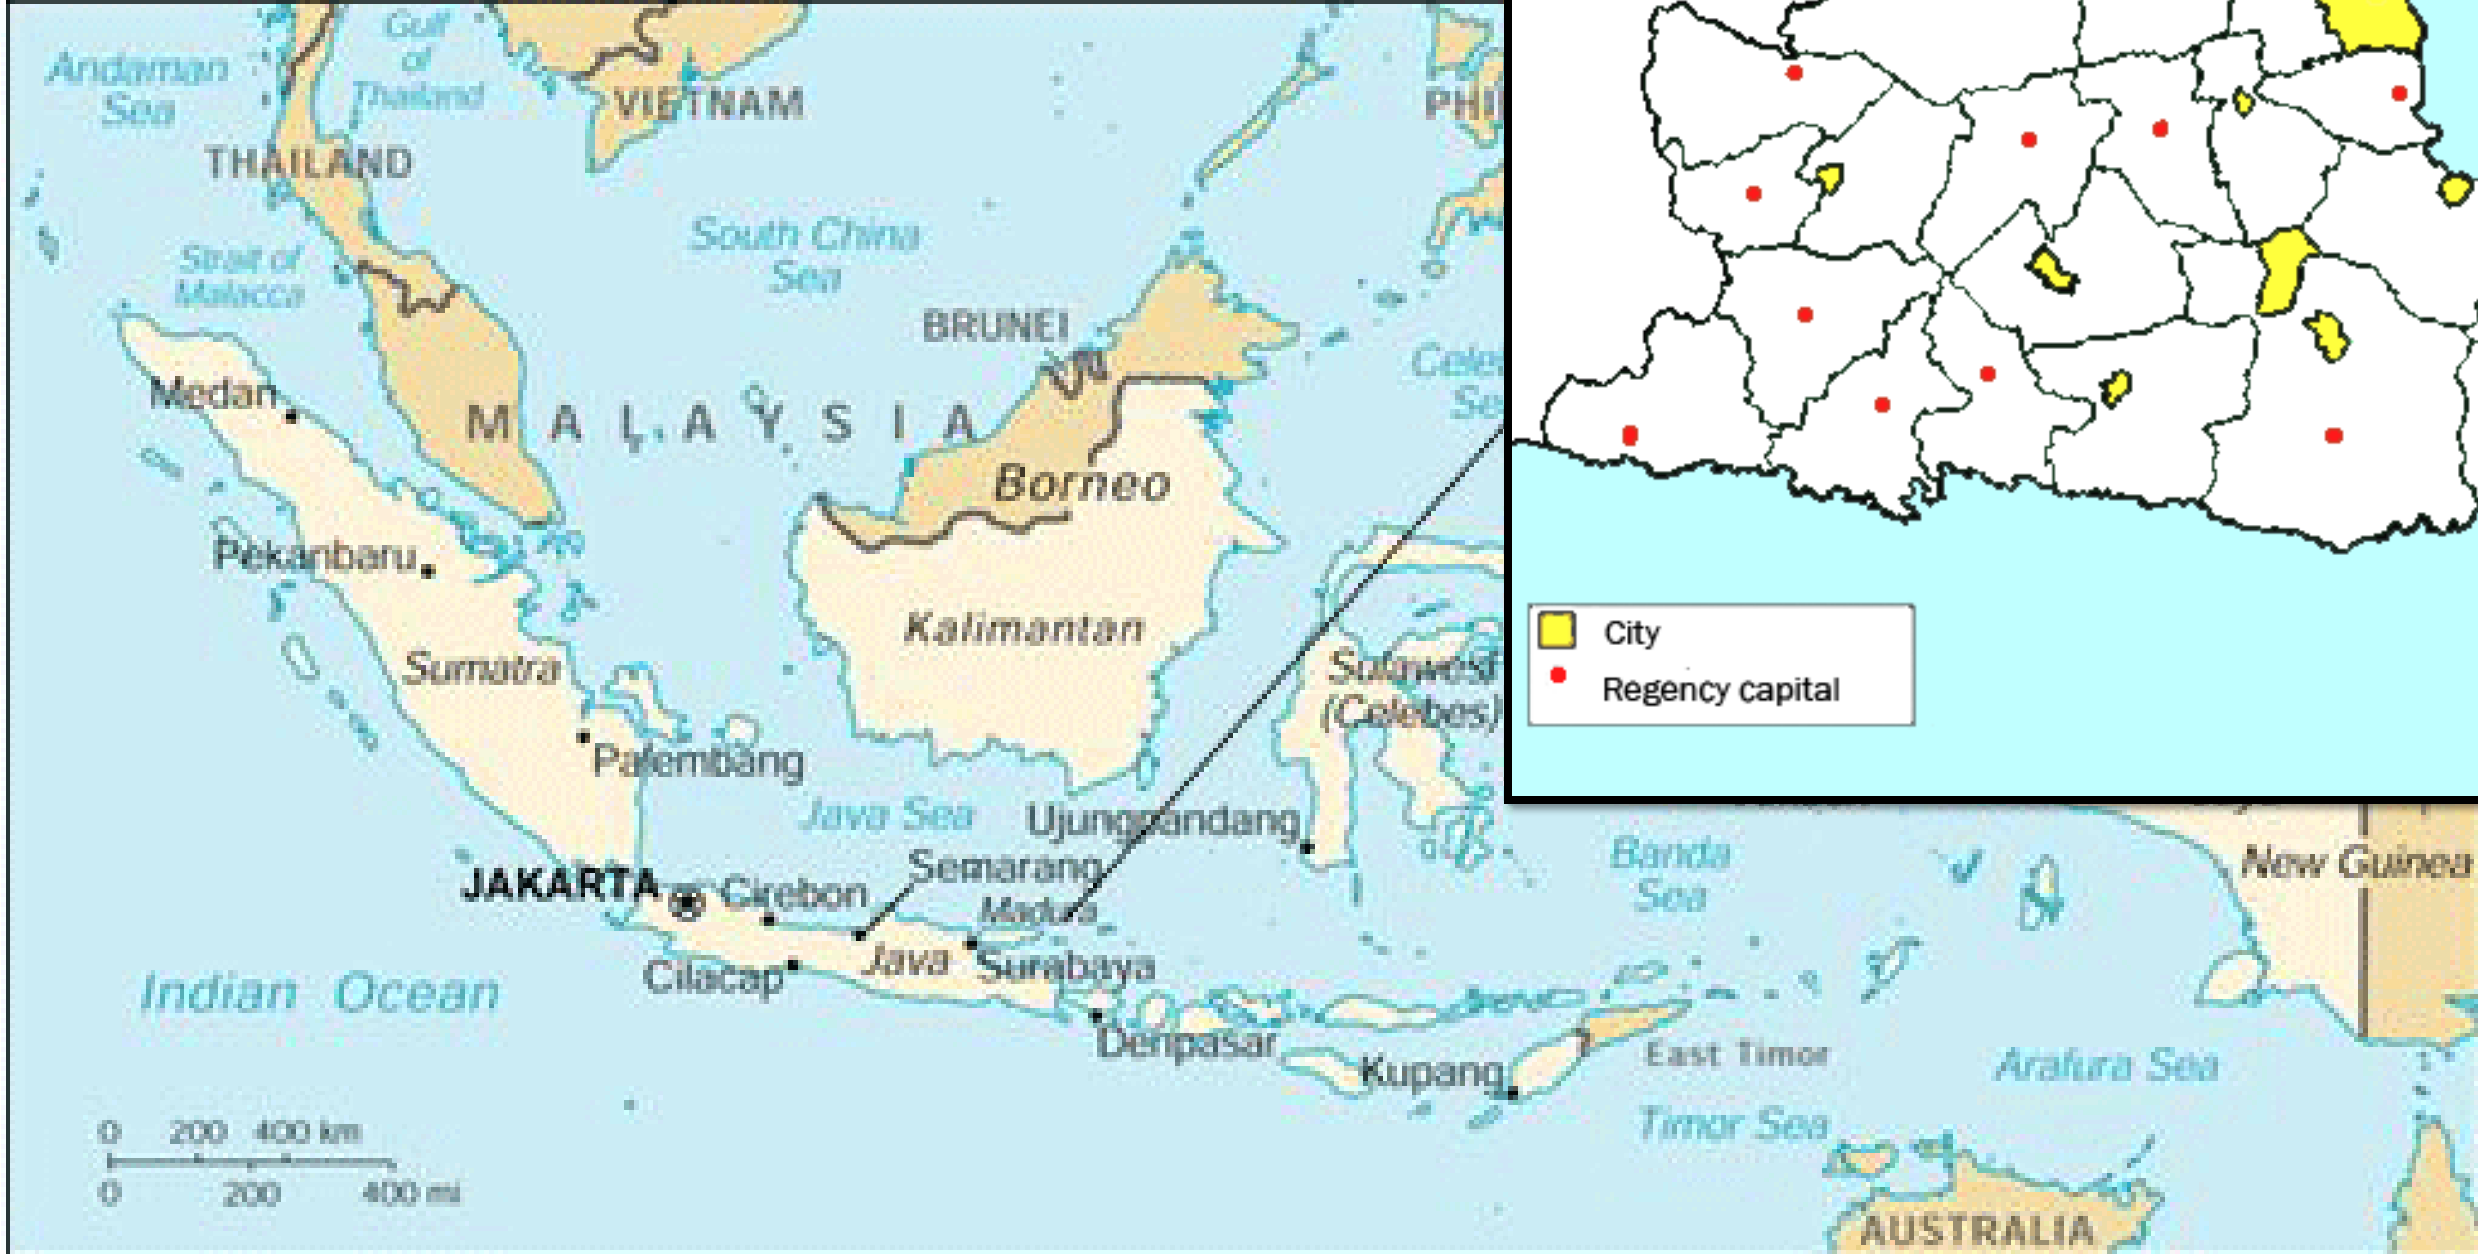 Andaman
Sea
Gulf
of
Thailand
VIETNAM
THAILAND
Strait of
Malacca
South China
Sea
BRUNEI
Medan
MALAYSIA
Borneo
Pekanbaru
Kalimantan
Sumatra
Sulawesi
(Celebes)
Palembang
Java Sea
Ujungpandang
Semarang
JAKARTA
Cirebon
Madura
Java
Cilacap
Surabaya
Indian Ocean
Denpasar
Kupang
East Timor
Banda
Sea
New Guinea
Arafura Sea
Timor Sea
AUSTRALIA
0 200 400 km
0 200 400 mi
City
Regency capital